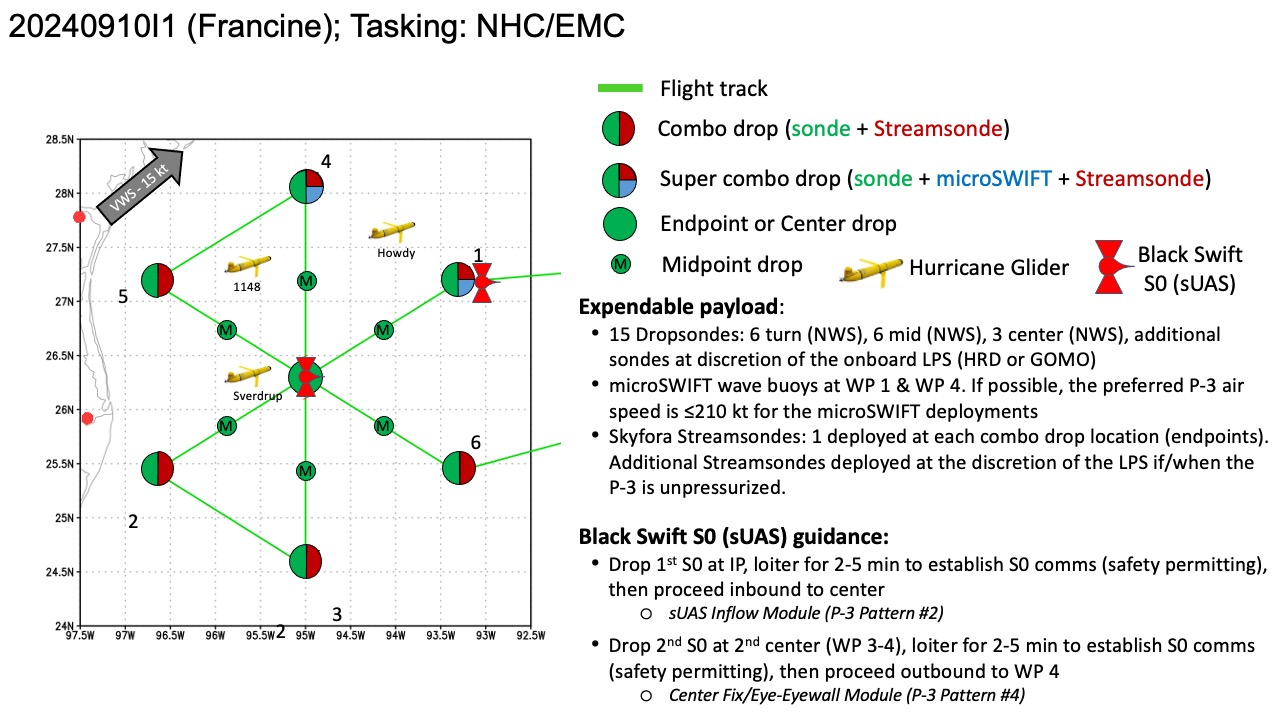 20240910I1 (Francine); Tasking: NHC/EMC
Flight track
Combo drop (sonde + Streamsonde)
Super combo drop (sonde + microSWIFT + Streamsonde)
Endpoint or Center drop
M Midpoint drop
Hurricane Glider
Black Swift
S0 (sUAS)
28.5N
28N
27.5N
27N
26.5N
26N
25.5N
25N
24.5N
24N
97.5W 97W 96.5W 96W 95.5W 95W 94.5W 94W 93.5W 93W 92.5W
VWS - 15 kt
4
Howdy
1
1148
M
5
M
M
Sverdrup
M
M
6
M
2
3
2
Expendable payload:
• 15 Dropsondes: 6 turn (NWS), 6 mid (NWS), 3 center (NWS), additional
sondes at discretion of the onboard LPS (HRD or GOMO)
• microSWIFT wave buoys at WP 1 & WP 4. If possible, the preferred P-3 air
speed is ≤210 kt for the microSWIFT deployments
• Skyfora Streamsondes: 1 deployed at each combo drop location (endpoints).
Additional Streamsondes deployed at the discretion of the LPS if/when the
P-3 is unpressurized.
Black Swift S0 (sUAS) guidance:
• Drop 1st S0 at IP, loiter for 2-5 min to establish S0 comms (safety permitting),
then proceed inbound to center
o sUAS Inflow Module (P-3 Pattern #2)
• Drop 2nd S0 at 2nd center (WP 3-4), loiter for 2-5 min to establish S0 comms
(safety permitting), then proceed outbound to WP 4
o Center Fix/Eye-Eyewall Module (P-3 Pattern #4)